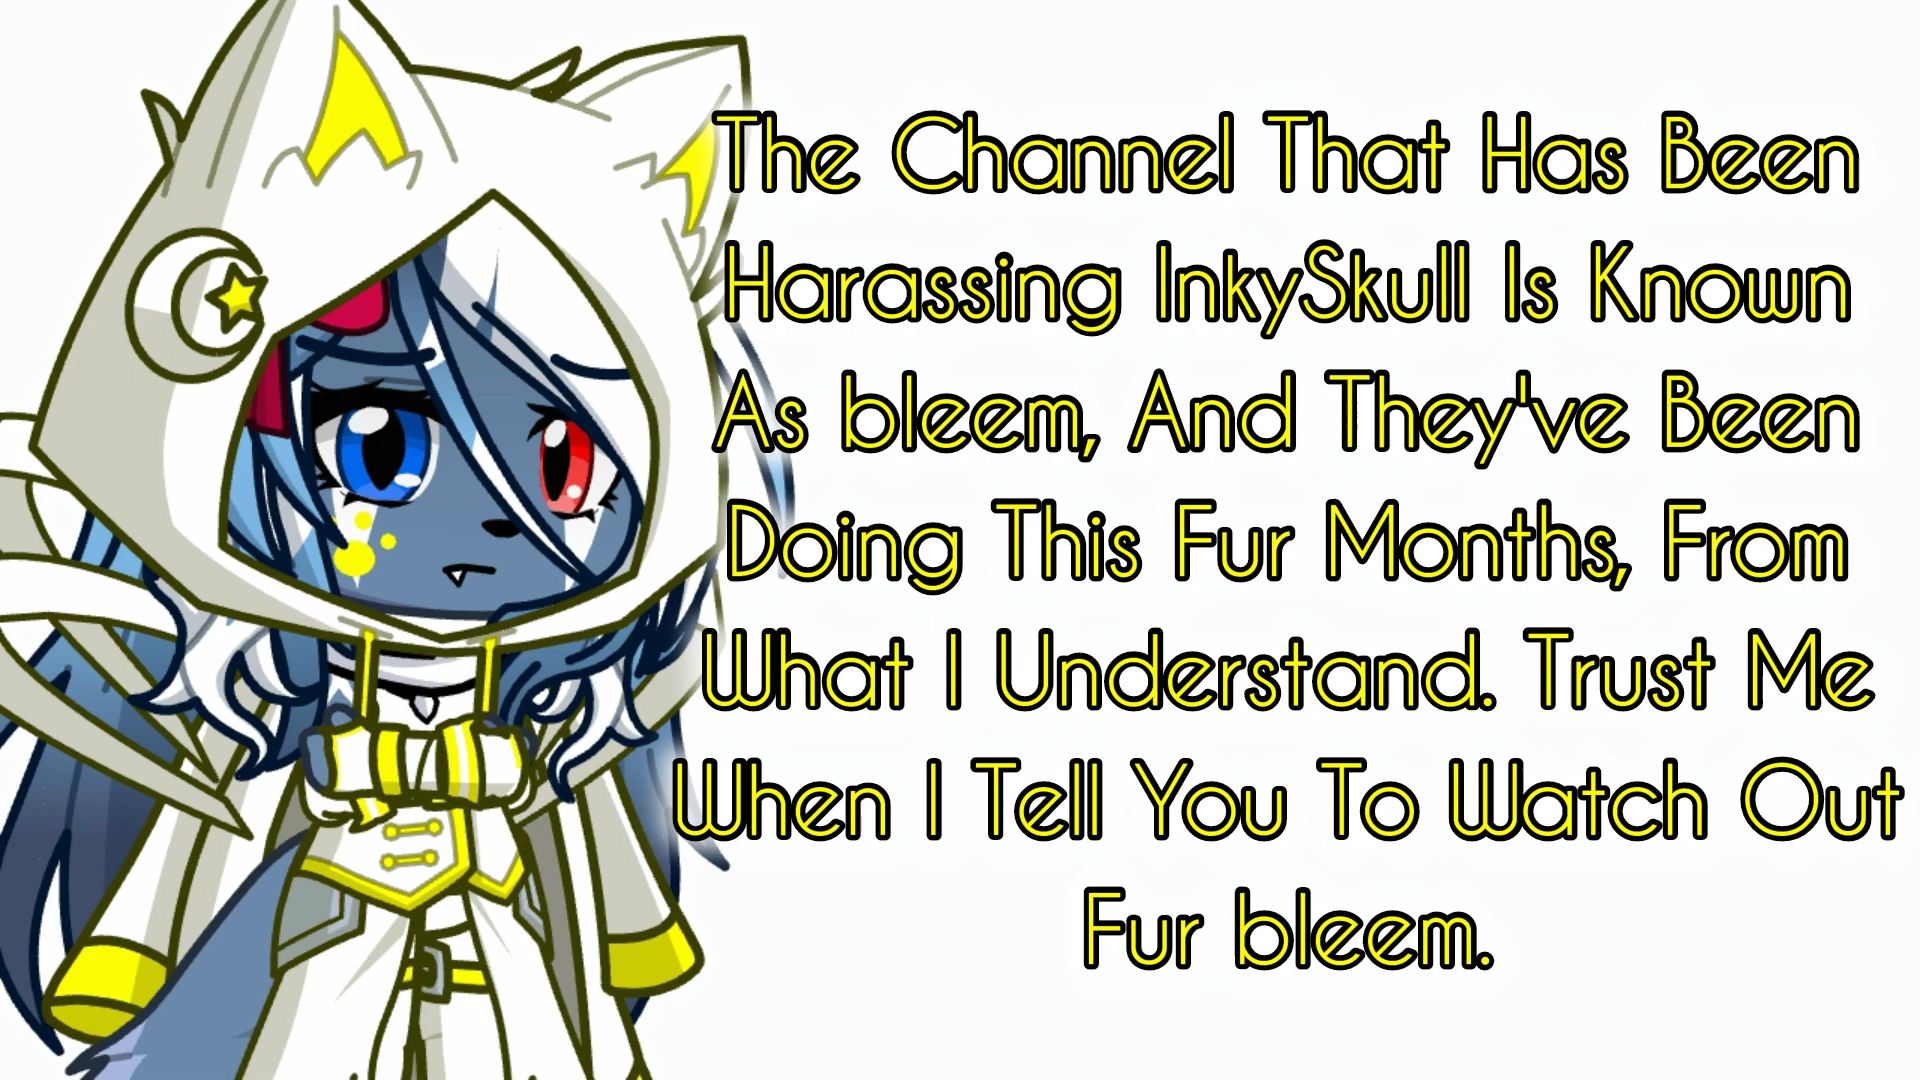 The Channel That Has Been
Harassing InkySkull Is Known
As bleem, And They've Been
Doing This Fur Months, From
What I Understand. Trust Me
When I Tell You To Watch Out
Fur bleem.